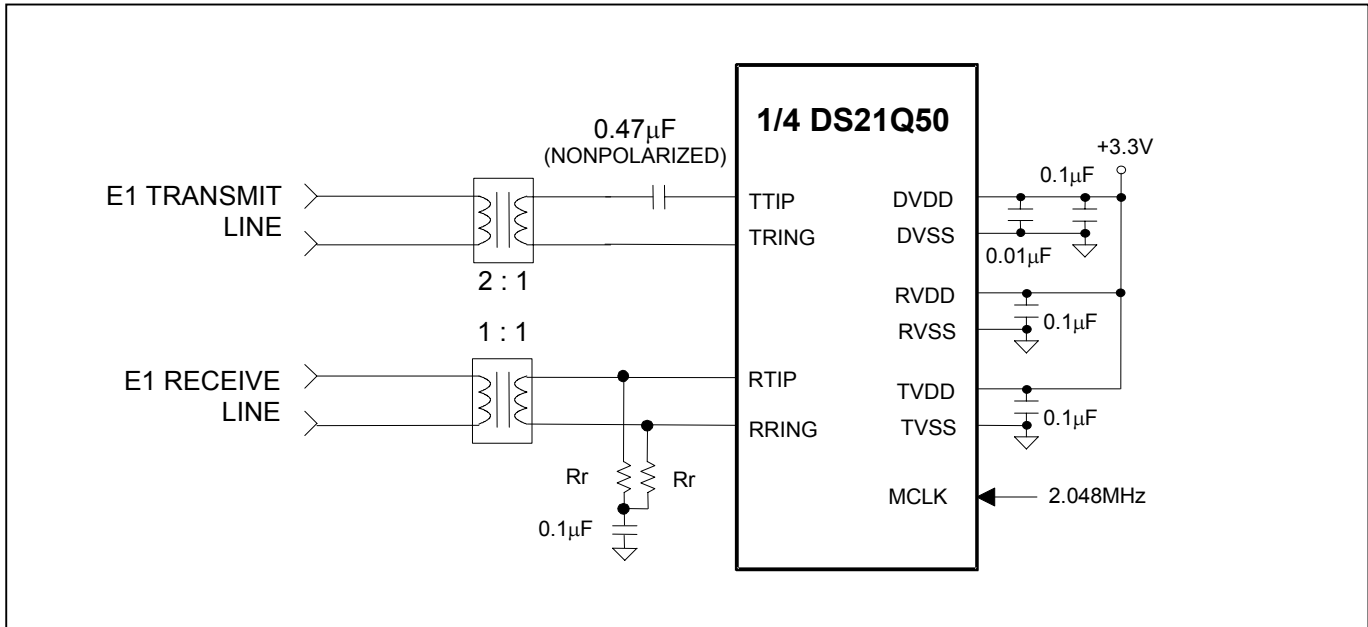 1/4 DS21Q50
0.47μF
(NONPOLARIZED)
+3.3V
0.1μF
E1 TRANSMIT
LINE
TTIP
DVDD
TRING
DVSS
0.01μF
2 : 1
RVDD
0.1μF
RVSS
1 : 1
E1 RECEIVE
LINE
RTIP
TVDD
0.1μF
RRING
TVSS
Rr
Rr
MCLK
2.048MHz
0.1μF